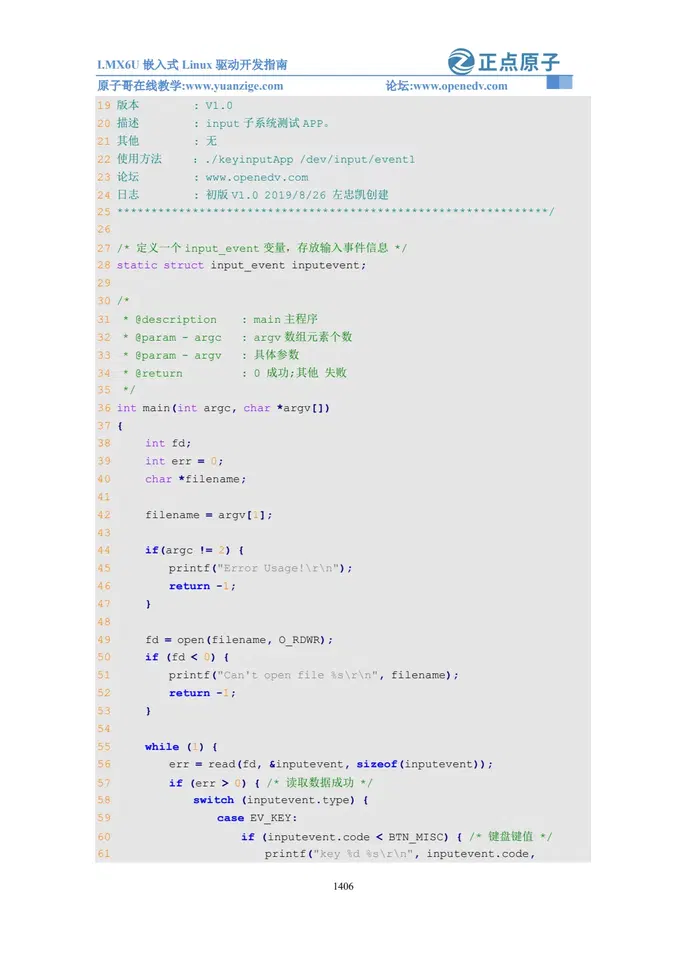 I.MX6U 嵌入式 Linux 驱动开发指南
正点原子
原子哥在线教学:www.yuanzige.com 论坛:www.openedv.com
19 版本 : V1.0
20 描述 : input 子系统测试 APP。
21 其他 : 无
22 使用方法 : ./keyinputApp /dev/input/event1
23 论坛 : www.openedv.com
24 日志 : 初版 V1.0 2019/8/26 左忠凯创建
25 ***************************************************************/
26
27 /* 定义一个 input_event 变量，存放输入事件信息 */
28 static struct input_event inputevent;
29
30 /*
31 * @description : main 主程序
32 * @param - argc : argv 数组元素个数
33 * @param - argv : 具体参数
34 * @return : 0 成功;其他 失败
35 */
36 int main(int argc, char *argv[])
37 {
38 int fd;
39 int err = 0;
40 char *filename;
41
42 filename = argv[1];
43
44 if(argc != 2) {
45 printf("Error Usage!\r\n");
46 return -1;
47 }
48
49 fd = open(filename, O_RDWR);
50 if (fd < 0) {
51 printf("Can't open file %s\r\n", filename);
52 return -1;
53 }
54
55 while (1) {
56 err = read(fd, &inputevent, sizeof(inputevent));
57 if (err > 0) { /* 读取数据成功 */
58 switch (inputevent.type) {
59 case EV_KEY:
60 if (inputevent.code < BTN_MISC) { /* 键盘键值 */
61 printf("key %d %s\r\n", inputevent.code,
1406